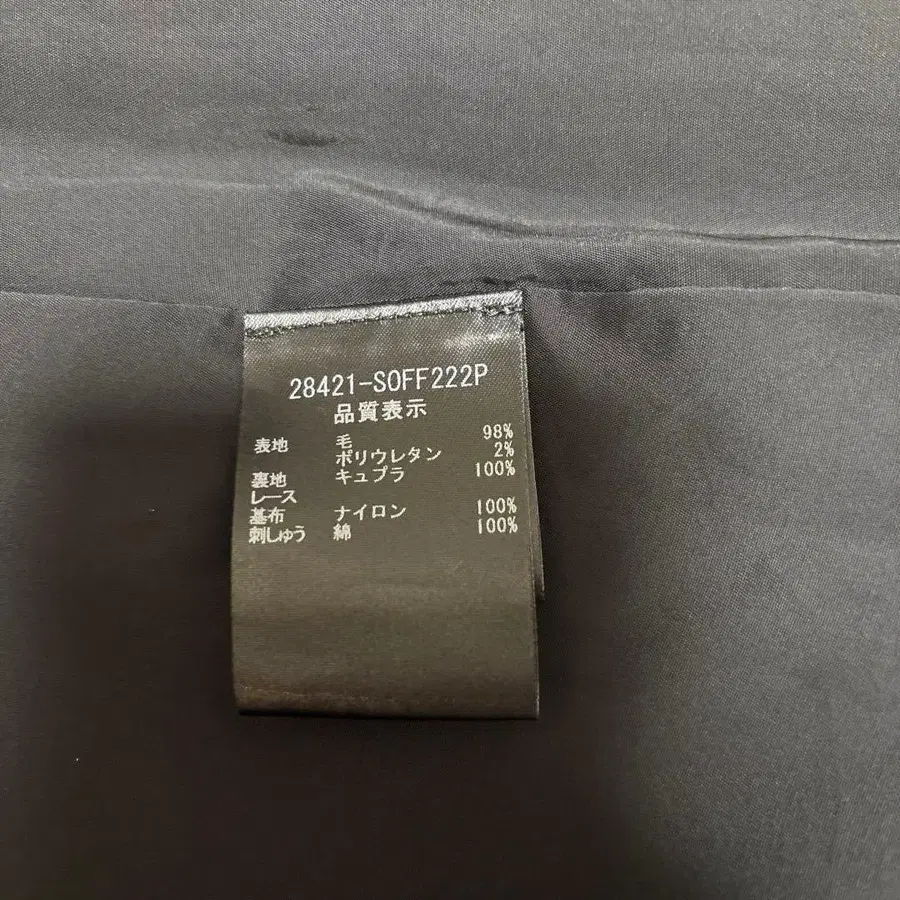 28421-SOFF222P
品質表示
表地 毛 98%
ポリウレタン 2%
裏地 キュプラ 100%
レース
基布 ナイロン 100%
刺しゅう 綿 100%